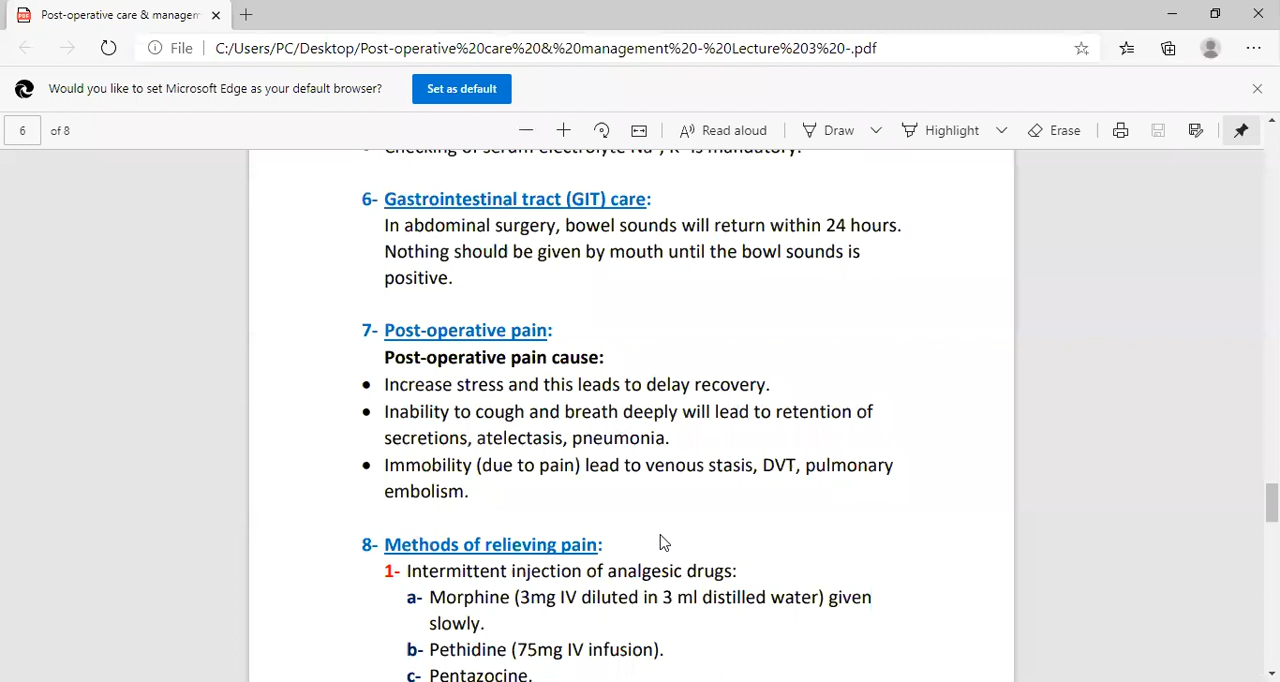 Post-operative care & managem
File
C:/Users/PC/Desktop/Post-operative%20care%20&%20management%20-%20Lecture%203%20-.pdf
Would you like to set Microsoft Edge as your default browser?
Set as default
6 of 8
Read aloud
Draw
Highlight
Erase
• Checking of serum electrolyte Na⁺, K⁺ is mandatory.
6- Gastrointestinal tract (GIT) care:
In abdominal surgery, bowel sounds will return within 24 hours.
Nothing should be given by mouth until the bowl sounds is
positive.
7- Post-operative pain:
Post-operative pain cause:
• Increase stress and this leads to delay recovery.
• Inability to cough and breath deeply will lead to retention of
secretions, atelectasis, pneumonia.
• Immobility (due to pain) lead to venous stasis, DVT, pulmonary
embolism.
8- Methods of relieving pain:
1- Intermittent injection of analgesic drugs:
a- Morphine (3mg IV diluted in 3 ml distilled water) given
slowly.
b- Pethidine (75mg IV infusion).
c- Pentazocine.